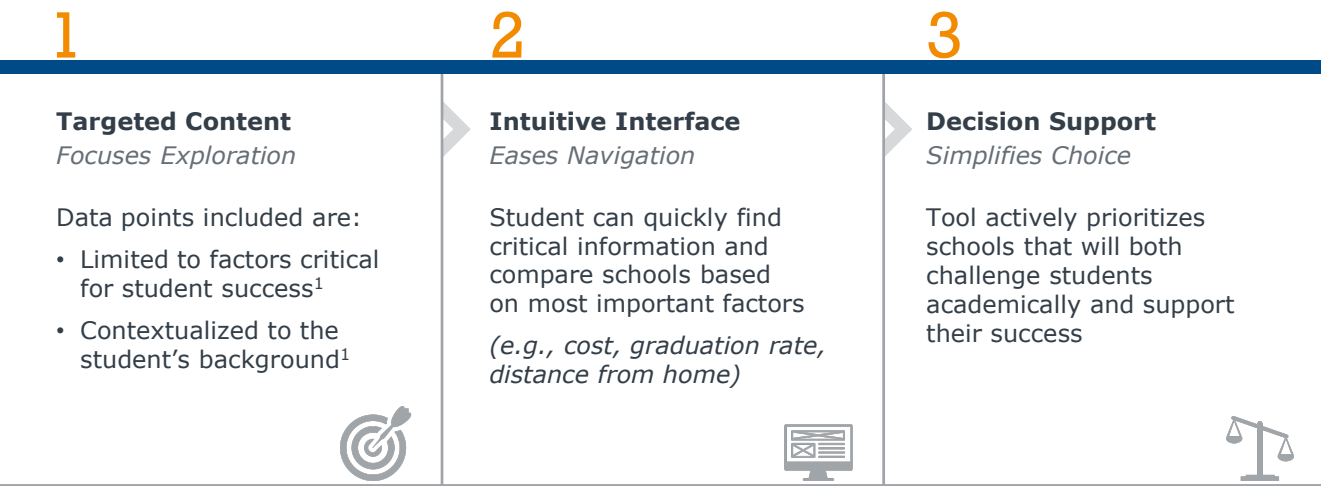 1
Targeted Content
Focuses Exploration
Data points included are:
• Limited to factors critical
for student success¹
• Contextualized to the
student’s background¹
2
Intuitive Interface
Eases Navigation
Student can quickly find
critical information and
compare schools based
on most important factors
(e.g., cost, graduation rate,
distance from home)
3
Decision Support
Simplifies Choice
Tool actively prioritizes
schools that will both
challenge students
academically and support
their success